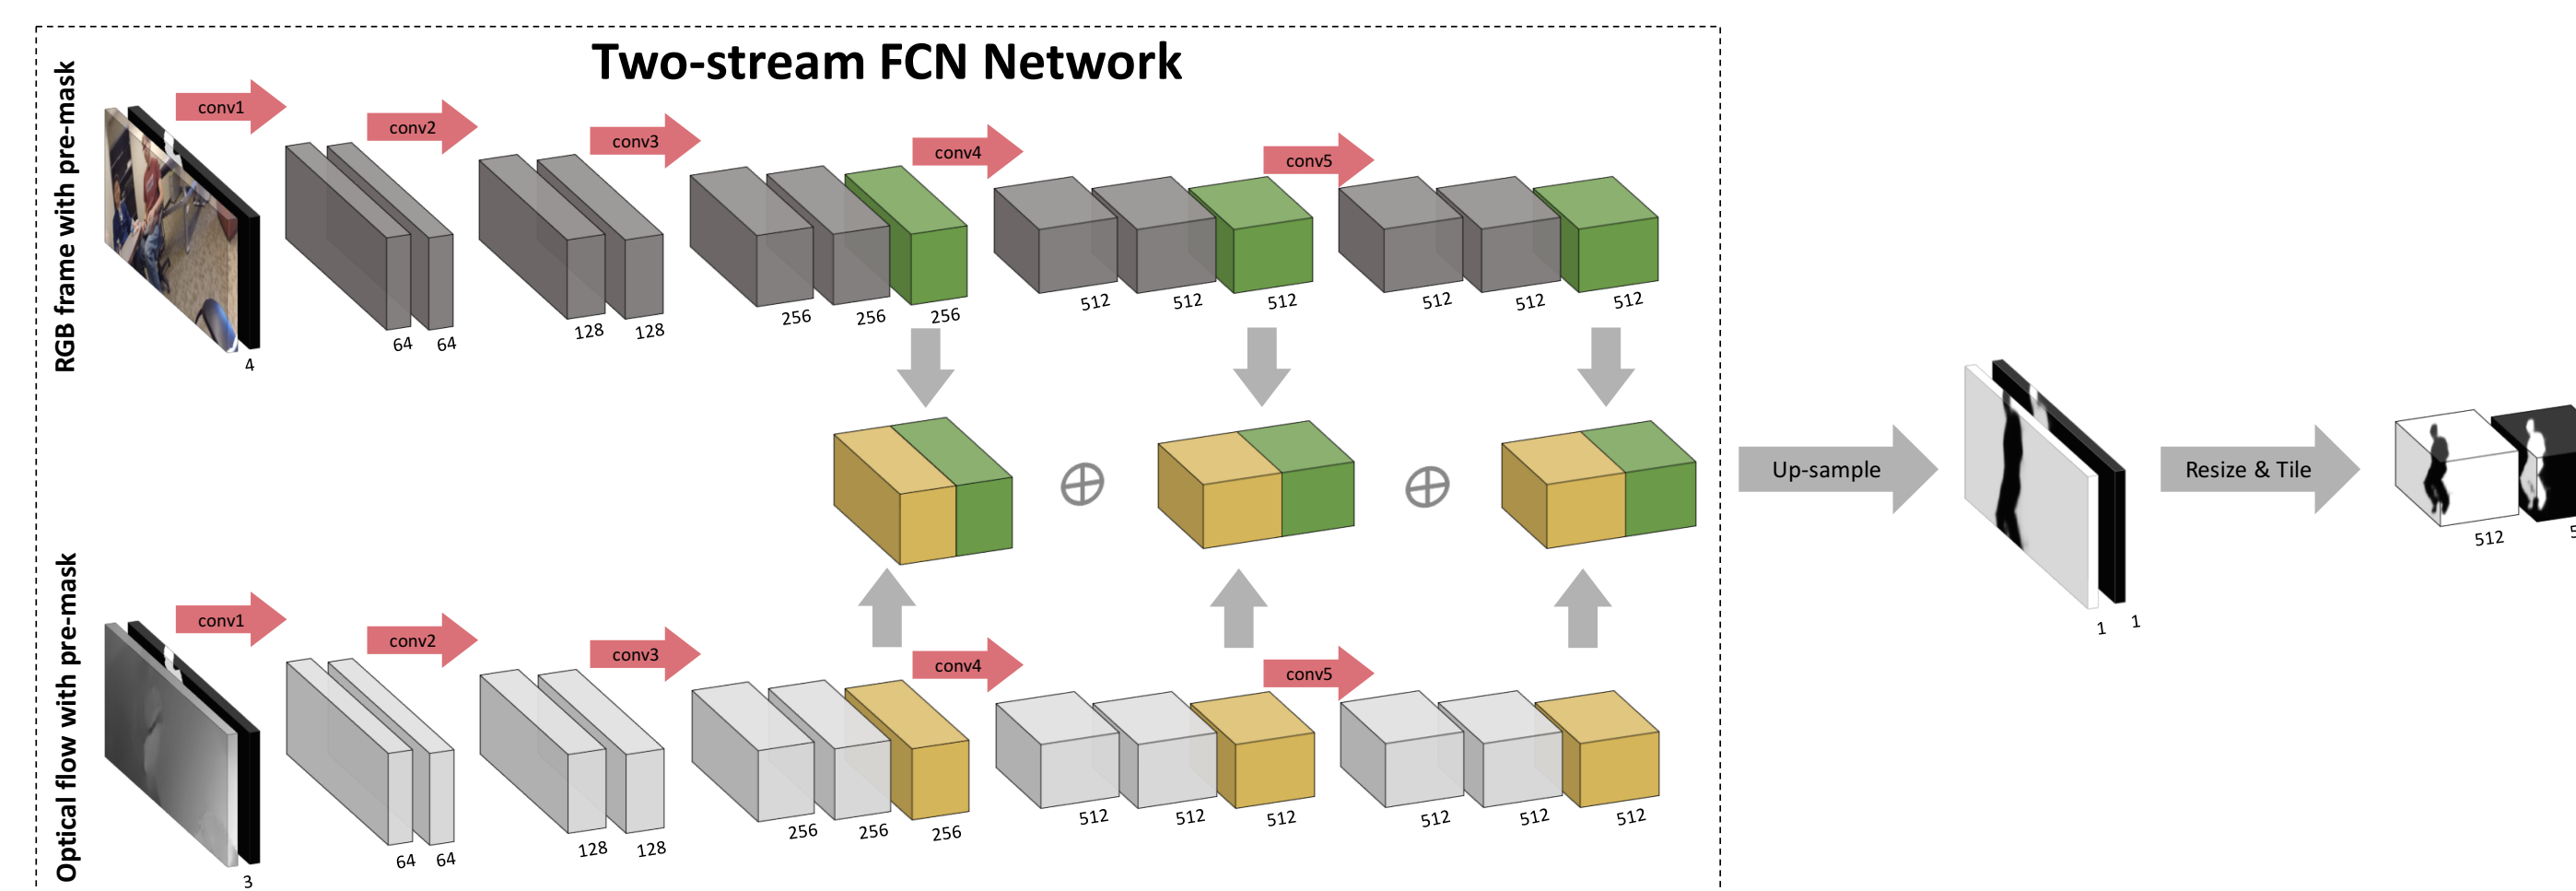 Two-stream FCN Network
RGB frame with pre-mask
conv1
conv2
conv3
conv4
conv5
4
64 64
128 128
256 256 256
512 512 512
512 512 512
Up-sample
1 1
Resize & Tile
512
Optical flow with pre-mask
conv1
conv2
conv3
conv4
conv5
3
64 64
128 128
256 256 256
512 512 512
512 512 512